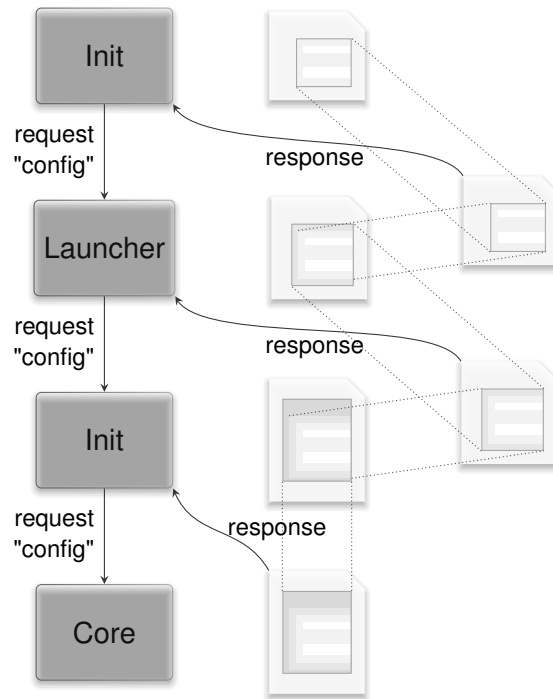 Init
request
"config"
response
Launcher
request
"config"
response
Init
request
"config"
response
Core